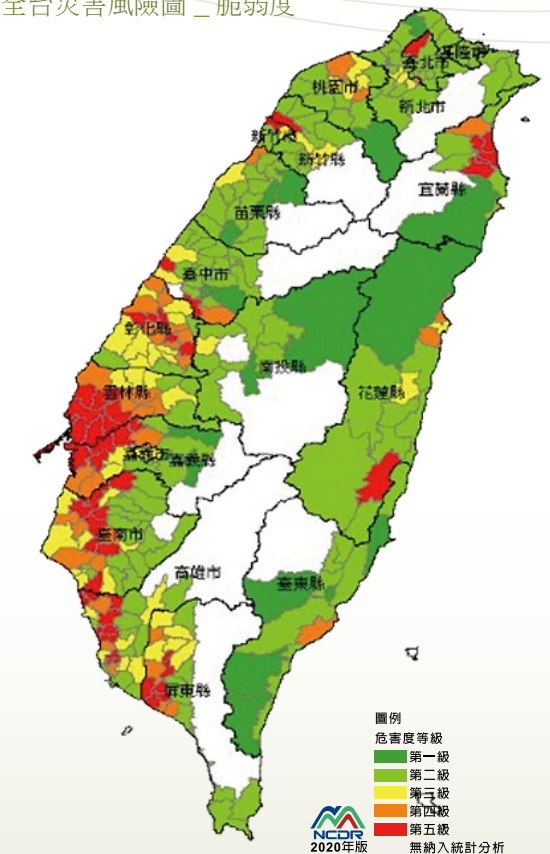 全台災害風險圖_脆弱度
基隆市
臺北市
桃園市
新北市
新竹市
新竹縣
宜蘭縣
苗栗縣
臺中市
彰化縣
南投縣
花蓮縣
雲林縣
嘉義市
嘉義縣
臺南市
高雄市
臺東縣
屏東縣
圖例
危害度等級
第一級
第二級
第三級
第四級
第五級
無納入統計分析
NCDR
2020年版